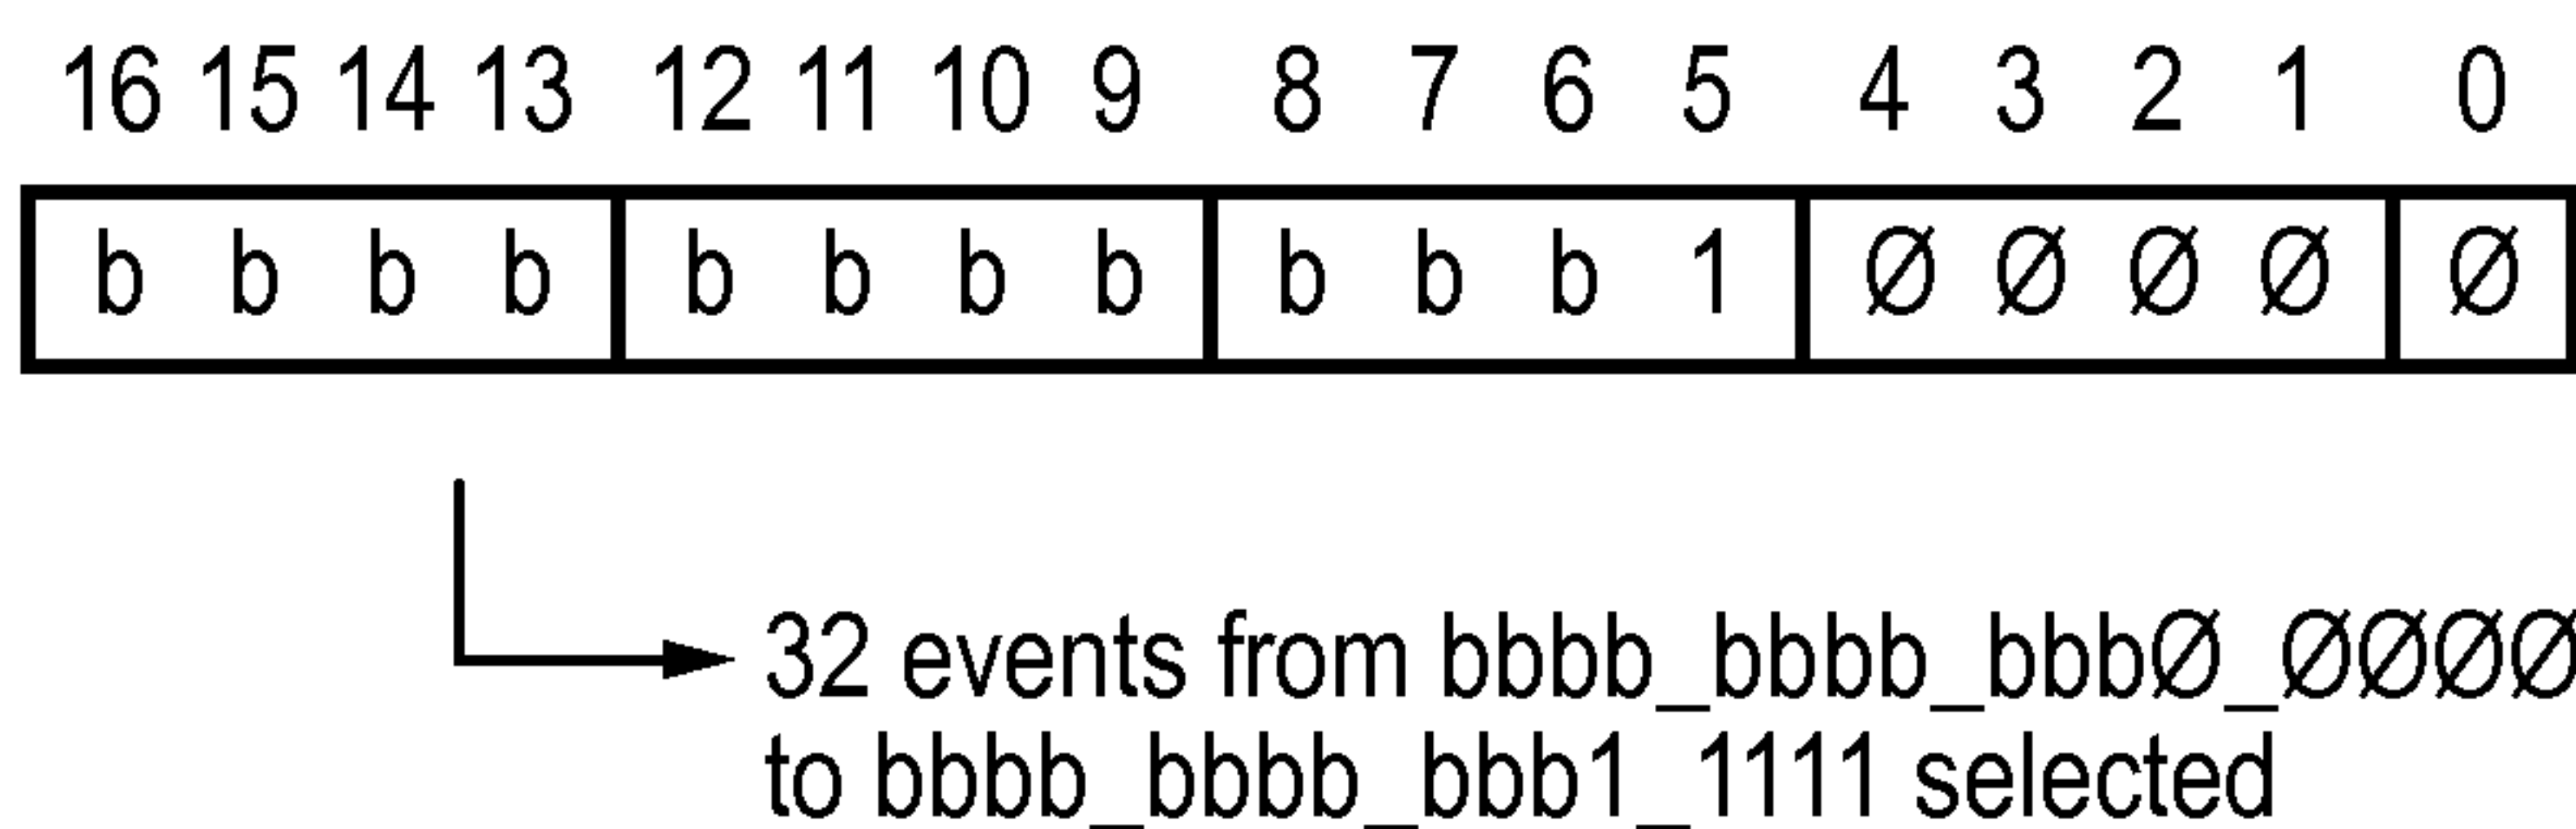 16 15 14 13 12 11 10 9 8 7 6 5 4 3 2 1 0
b b b b b b b b b b b 1 Ø Ø Ø Ø Ø
32 events from bbbb_bbbb_bbbØ_ØØØØ
to bbbb_bbbb_bbb1_1111 selected